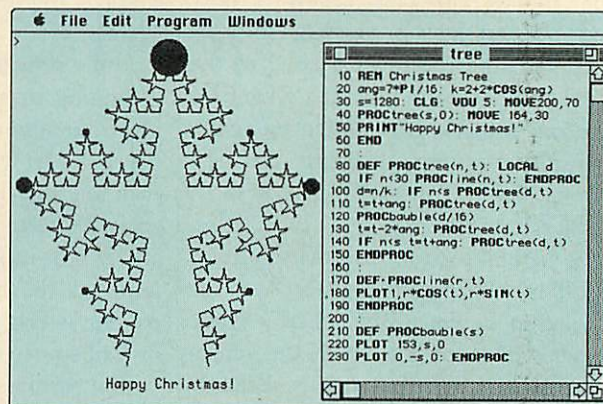 File Edit Program Windows
>
tree
10 REM Christmas Tree
20 ang=7*PI/16: k=2+2*COS(ang)
30 s=1280: CLG: VDU 5: MOVE200,70
40 PROCtree(s,0): MOVE 164,30
50 PRINT"Happy Christmas!"
60 END
70 :
80 DEF PROCtree(n,t): LOCAL d
90 IF n<30 PROCline(n,t): ENDPROC
100 d=n/k: IF n<s PROCtree(d,t)
110 t=t+ang: PROCtree(d,t)
120 PROCbauble(d/16)
130 t=t-2*ang: PROCtree(d,t)
140 IF n<s t=t+ang: PROCtree(d,t)
150 ENDPROC
160 :
170 DEF PROCline(r,t)
180 PLOT1,r*COS(t),r*SIN(t)
190 ENDPROC
200 :
210 DEF PROCbauble(s)
220 PLOT 153,s,0
230 PLOT 0,-s,0: ENDPROC
Happy Christmas!